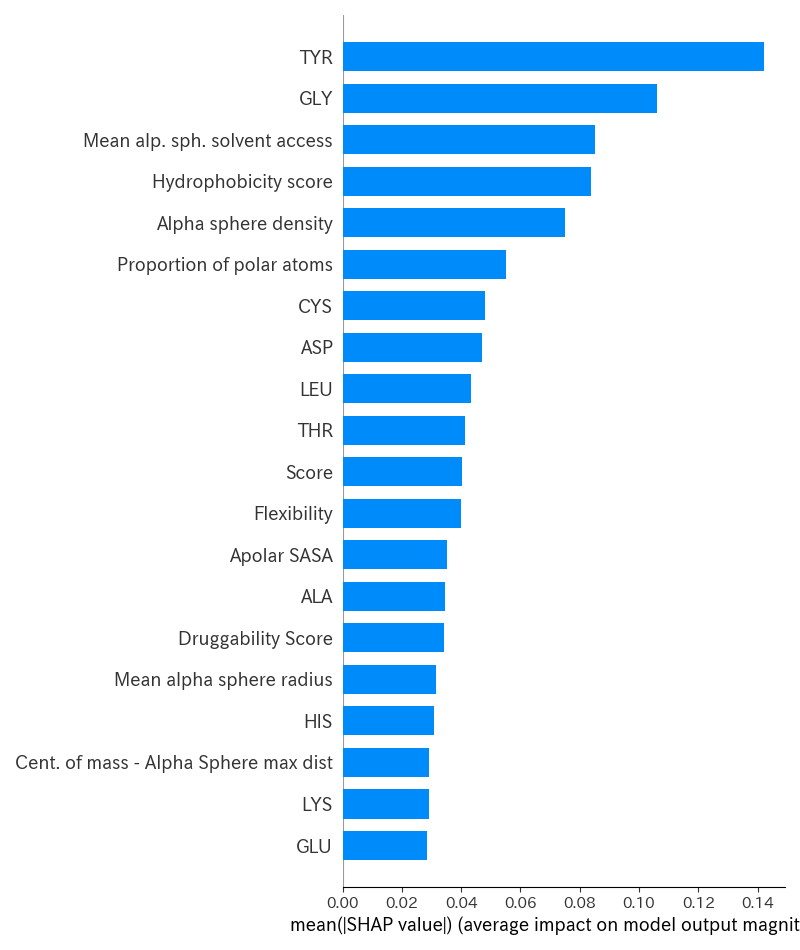 TYR
GLY
Mean alp. sph. solvent access
Hydrophobicity score
Alpha sphere density
Proportion of polar atoms
CYS
ASP
LEU
THR
Score
Flexibility
Apolar SASA
ALA
Druggability Score
Mean alpha sphere radius
HIS
Cent. of mass - Alpha Sphere max dist
LYS
GLU
0.00 0.02 0.04 0.06 0.08 0.10 0.12 0.14
mean(|SHAP value|) (average impact on model output magnit